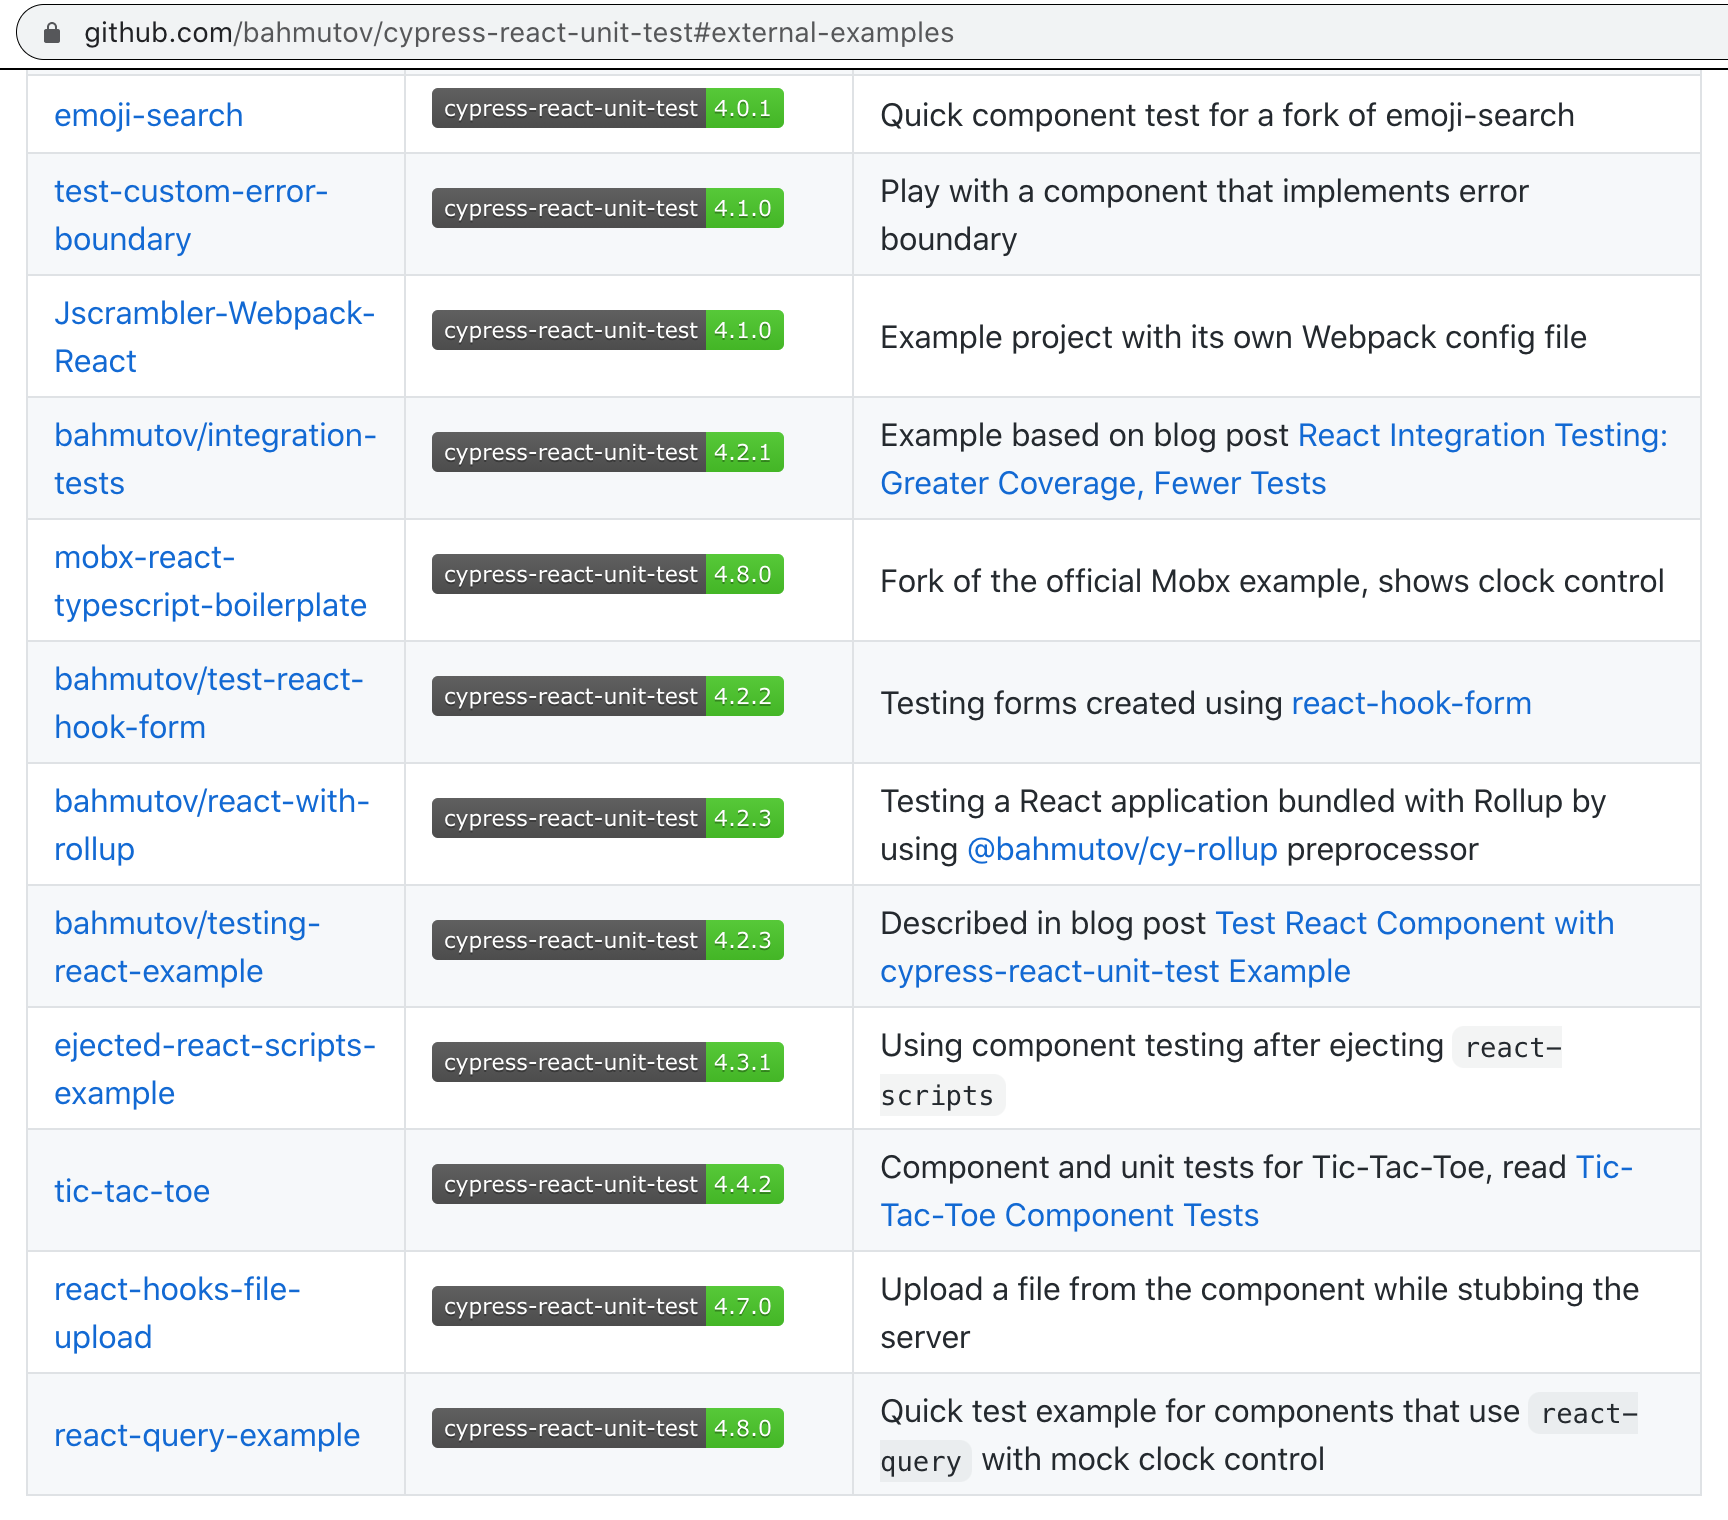 github.com/bahmutov/cypress-react-unit-test#external-examples
emoji-search
cypress-react-unit-test 4.0.1
Quick component test for a fork of emoji-search
test-custom-error-
boundary
cypress-react-unit-test 4.1.0
Play with a component that implements error
boundary
Jscrambler-Webpack-
React
cypress-react-unit-test 4.1.0
Example project with its own Webpack config file
bahmutov/integration-
tests
cypress-react-unit-test 4.2.1
Example based on blog post React Integration Testing:
Greater Coverage, Fewer Tests
mobx-react-
typescript-boilerplate
cypress-react-unit-test 4.8.0
Fork of the official Mobx example, shows clock control
bahmutov/test-react-
hook-form
cypress-react-unit-test 4.2.2
Testing forms created using react-hook-form
bahmutov/react-with-
rollup
cypress-react-unit-test 4.2.3
Testing a React application bundled with Rollup by
using @bahmutov/cy-rollup preprocessor
bahmutov/testing-
react-example
cypress-react-unit-test 4.2.3
Described in blog post Test React Component with
cypress-react-unit-test Example
ejected-react-scripts-
example
cypress-react-unit-test 4.3.1
Using component testing after ejecting react-
scripts
tic-tac-toe
cypress-react-unit-test 4.4.2
Component and unit tests for Tic-Tac-Toe, read Tic-
Tac-Toe Component Tests
react-hooks-file-
upload
cypress-react-unit-test 4.7.0
Upload a file from the component while stubbing the
server
react-query-example
cypress-react-unit-test 4.8.0
Quick test example for components that use react-
query with mock clock control